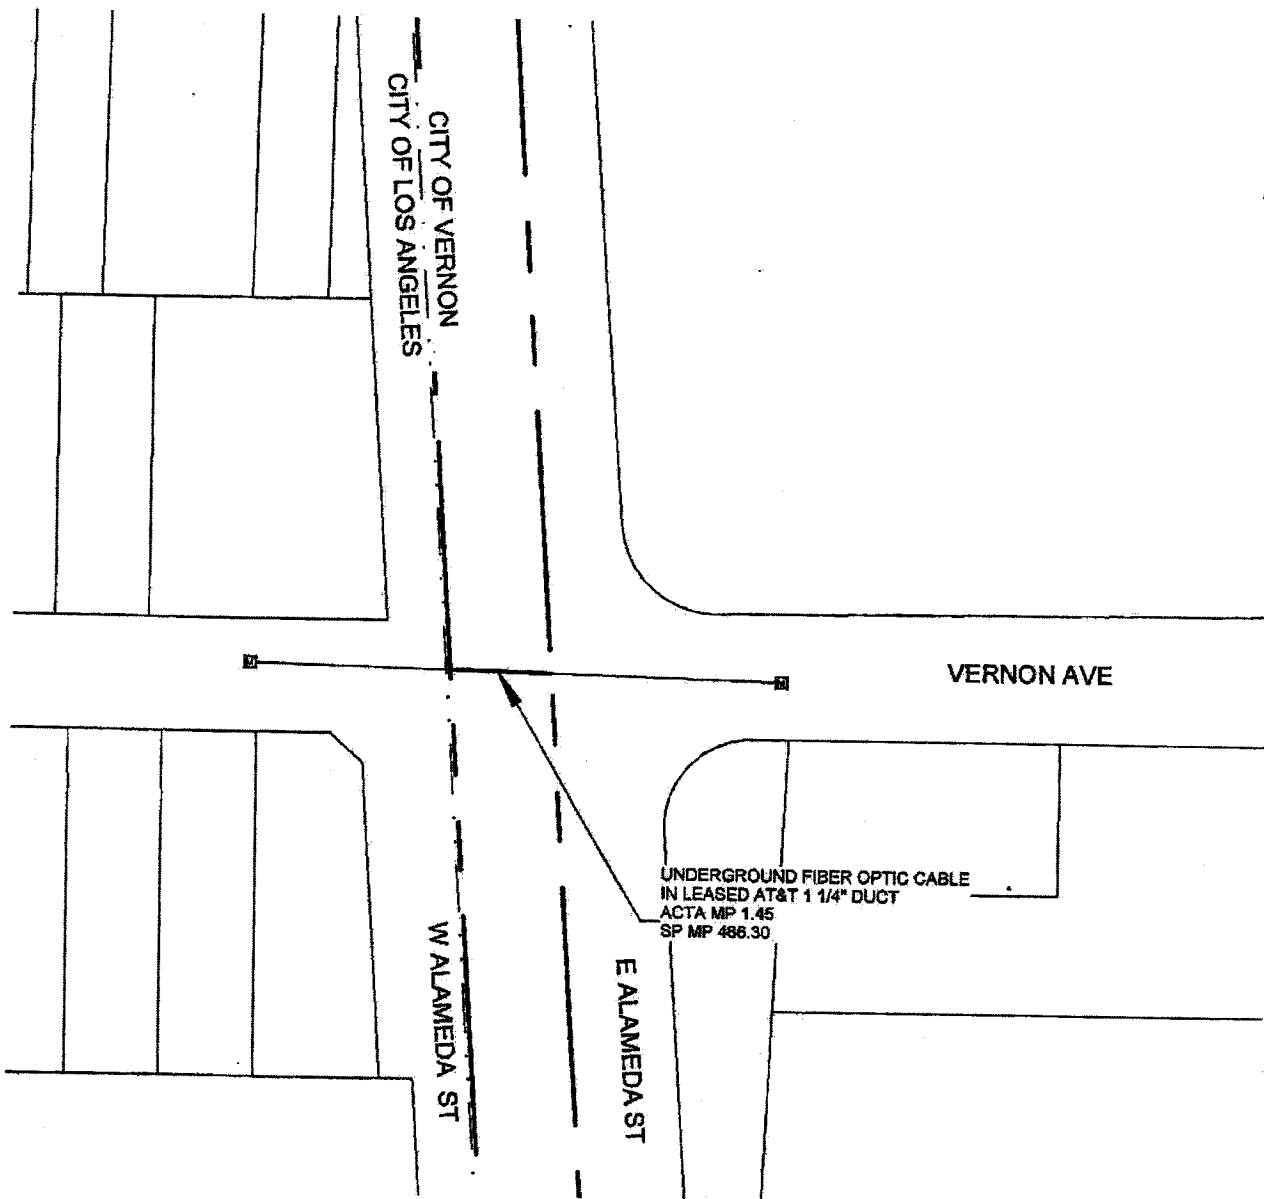 CITY OF VERNON
CITY OF LOS ANGELES
VERNON AVE
UNDERGROUND FIBER OPTIC CABLE
IN LEASED AT&T 1 1/4" DUCT
ACTA MP 1.45
SP MP 486.30
W ALAMEDA ST
E ALAMEDA ST